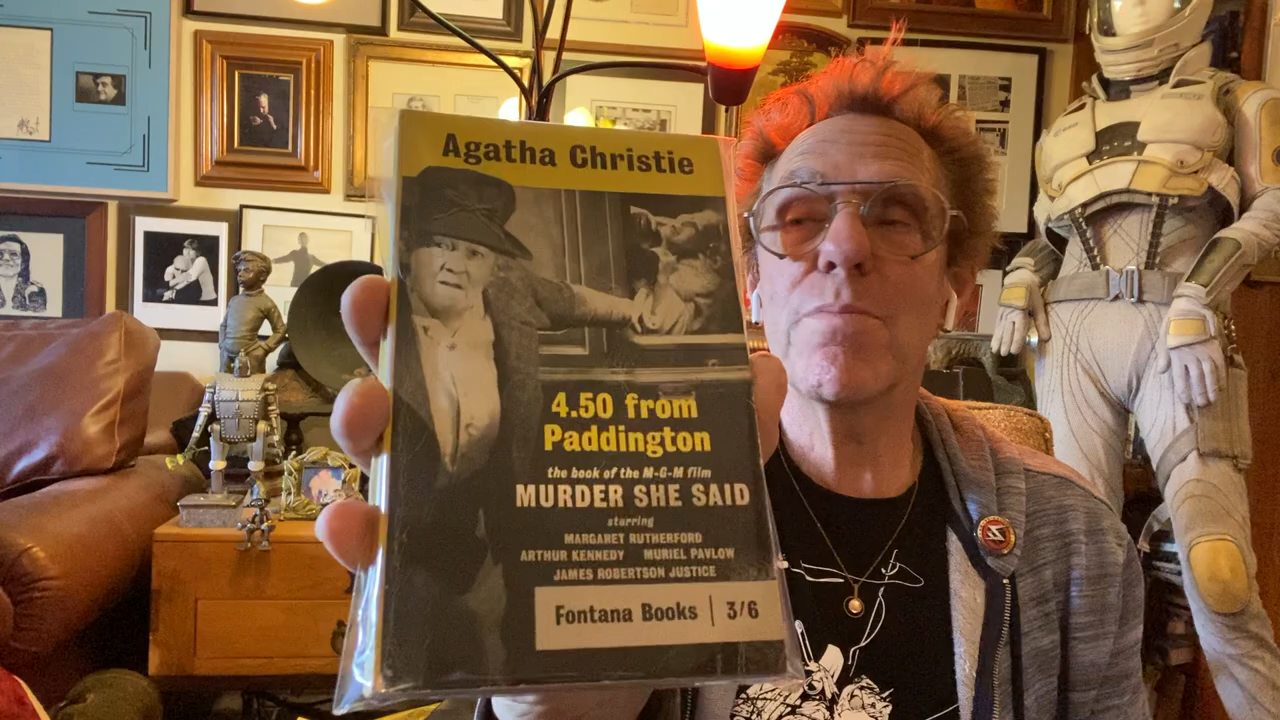 Agatha Christie
4.50 from
Paddington
the book of the M-G-M film
MURDER SHE SAID
starring
MARGARET RUTHERFORD
ARTHUR KENNEDY MURIEL PAVLOW
JAMES ROBERTSON JUSTICE
Fontana Books | 3/6